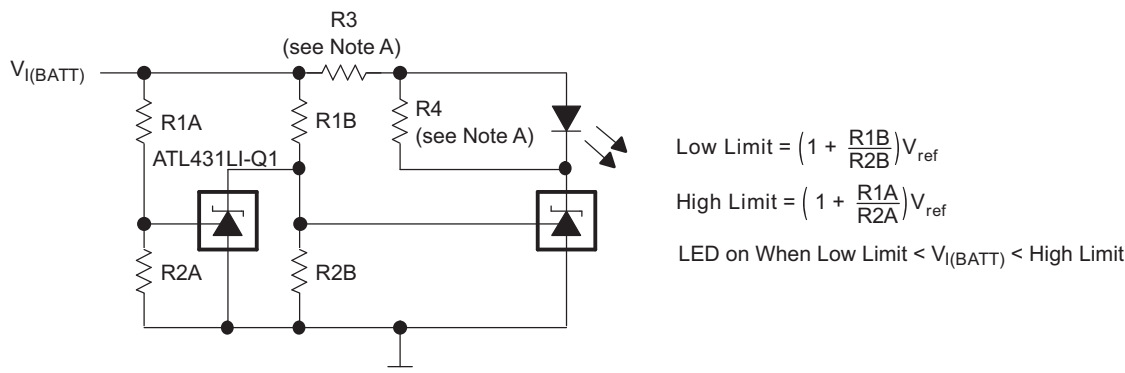 R3
(see Note A)
V_I(BATT)
R1A
R1B
R4
(see Note A)
ATL431LI-Q1
R2A
R2B
Low Limit = ( 1 + R1B/R2B ) V_ref
High Limit = ( 1 + R1A/R2A ) V_ref
LED on When Low Limit < V_I(BATT) < High Limit